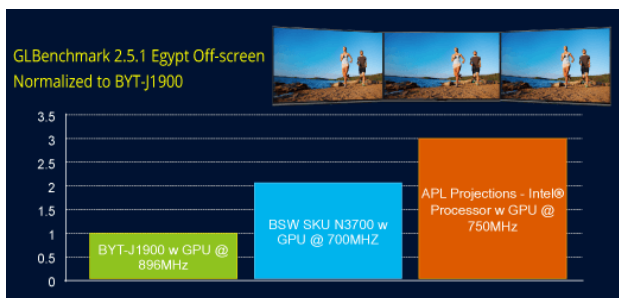 GLBenchmark 2.5.1 Egypt Off-screen
Normalized to BYT-J1900
3.5
3
2.5
2
1.5
1
0.5
0
BYT-J1900 w GPU @
896MHz
BSW SKU N3700 w
GPU @ 700MHZ
APL Projections - Intel®
Processor w GPU @
750MHz